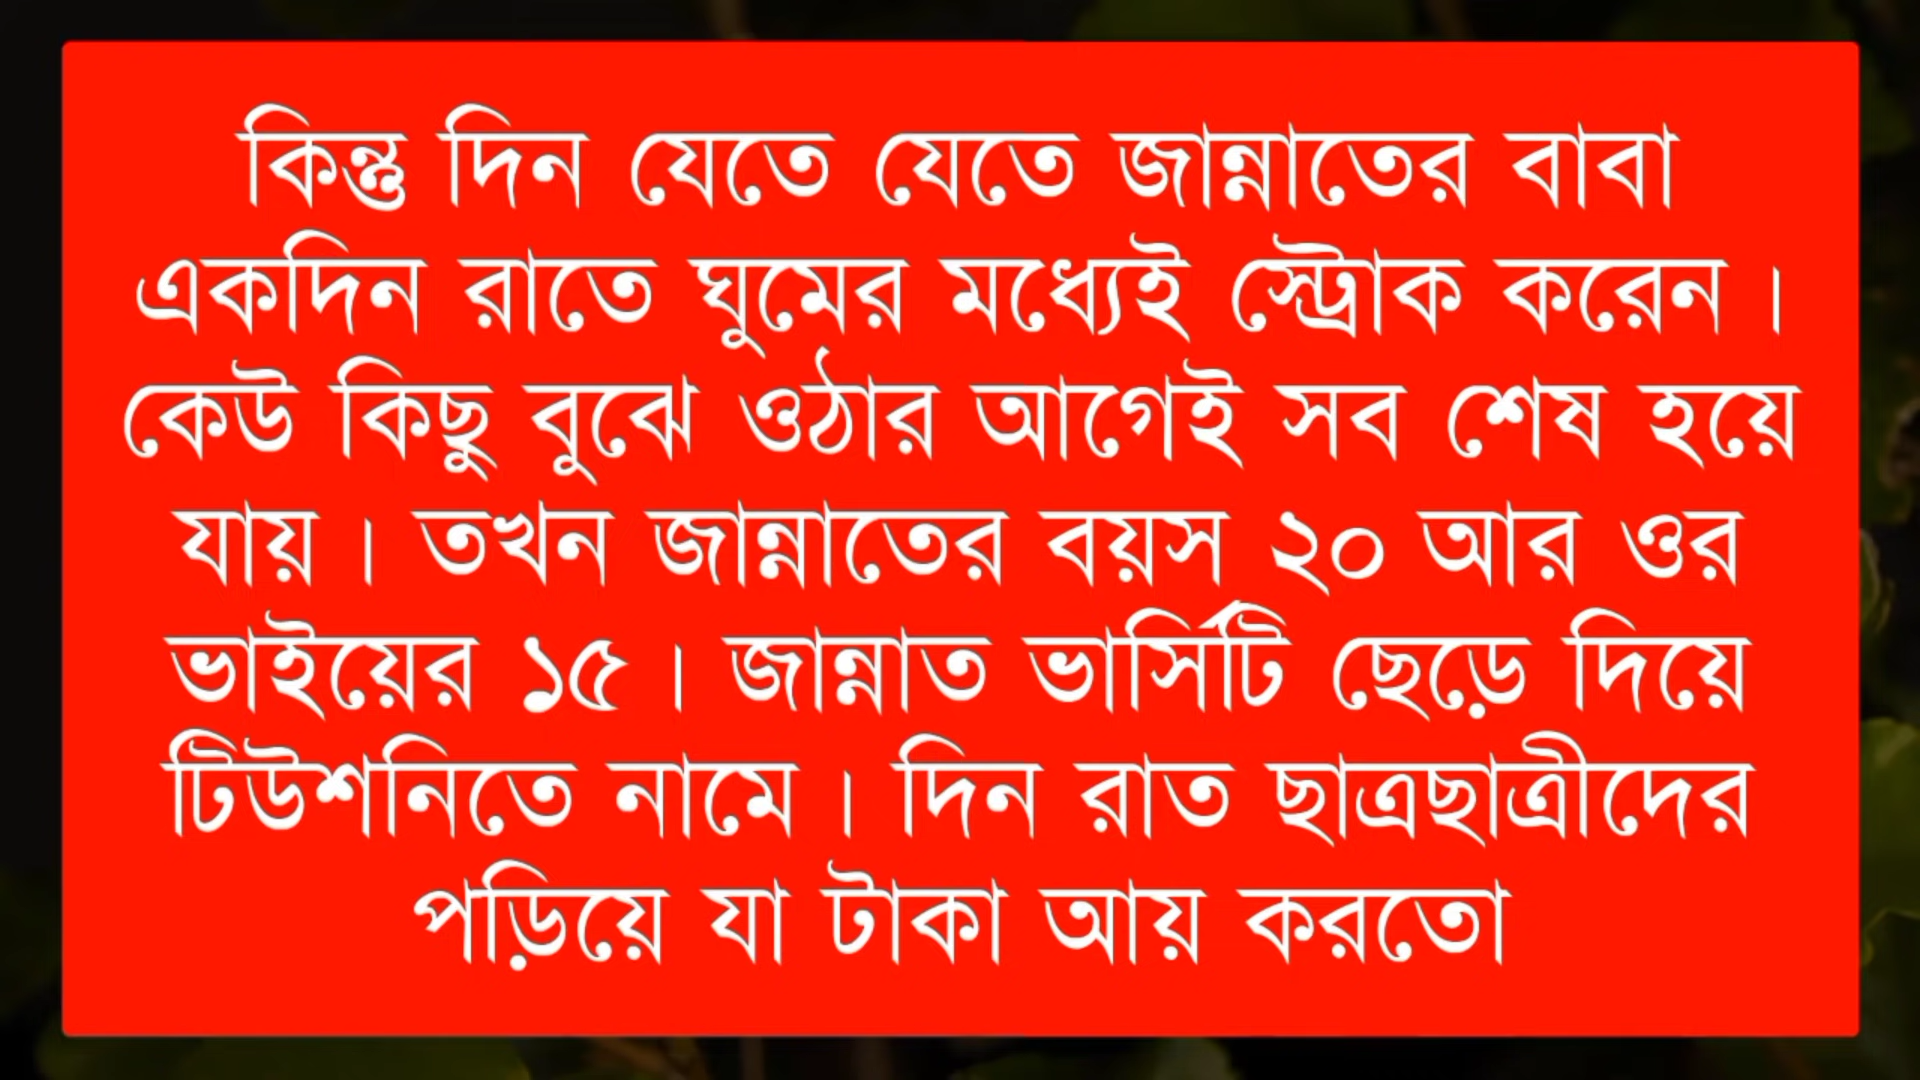 কিন্তু দিন যেতে যেতে জান্নাতের বাবা
একদিন রাতে ঘুমের মধ্যেই স্ট্রোক করেন ।
কেউ কিছু বুঝে ওঠার আগেই সব শেষ হয়ে
যায় । তখন জান্নাতের বয়স ২০ আর ওর
ভাইয়ের ১৫ । জান্নাত ভার্সিটি ছেড়ে দিয়ে
টিউশনিতে নামে । দিন রাত ছাত্রছাত্রীদের
পড়িয়ে যা টাকা আয় করতো